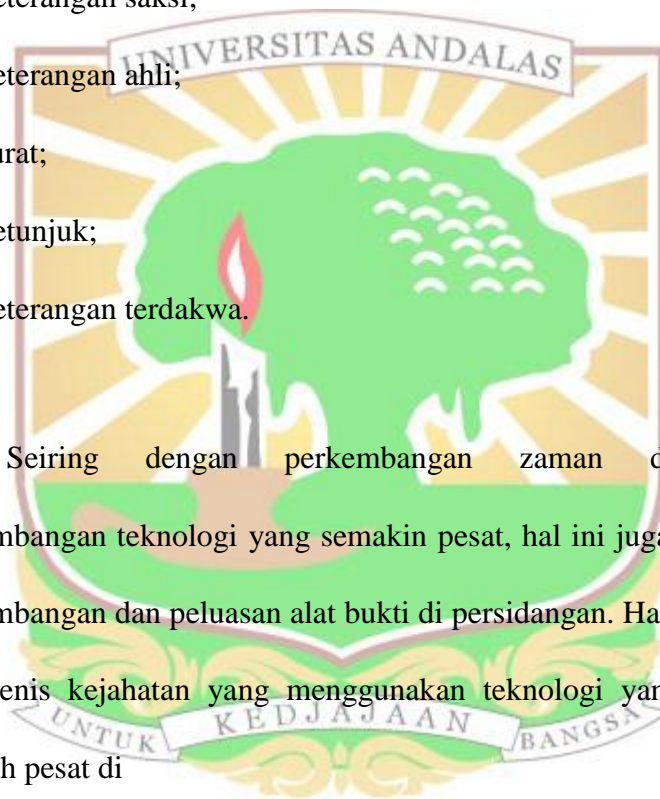 eterangan saksi;
UNIVERSITAS ANDALAS
eterangan ahli;
urat;
etunjuk;
eterangan terdakwa.
Seiring dengan perkembangan zaman d
mbangan teknologi yang semakin pesat, hal ini juga
mbangan dan peluasan alat bukti di persidangan. Ha
enis kejahatan yang menggunakan teknologi yan
UNTUK KEDJAJAAN BANGSA
h pesat di